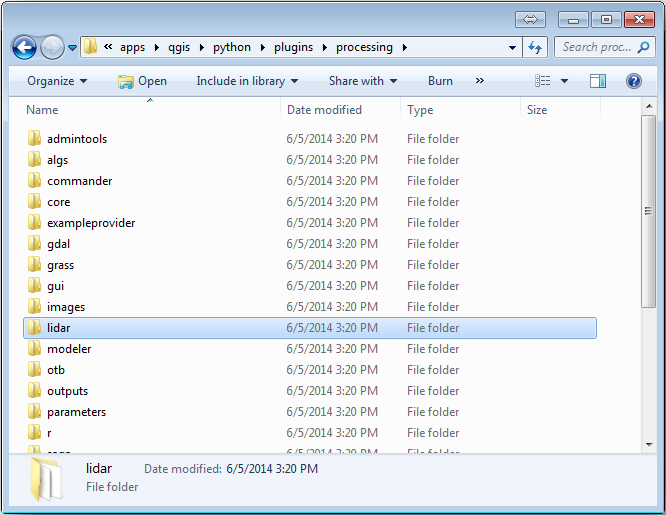 « apps qgis python plugins processing Search proc...
Organize Open Include in library Share with Burn »
Name Date modified Type Size
admintools 6/5/2014 3:20 PM File folder
algs 6/5/2014 3:20 PM File folder
commander 6/5/2014 3:20 PM File folder
core 6/5/2014 3:20 PM File folder
exampleprovider 6/5/2014 3:20 PM File folder
gdal 6/5/2014 3:20 PM File folder
grass 6/5/2014 3:20 PM File folder
gui 6/5/2014 3:20 PM File folder
images 6/5/2014 3:20 PM File folder
lidar 6/5/2014 3:20 PM File folder
modeler 6/5/2014 3:20 PM File folder
otb 6/5/2014 3:20 PM File folder
outputs 6/5/2014 3:20 PM File folder
parameters 6/5/2014 3:20 PM File folder
r 6/5/2014 3:20 PM File folder
lidar Date modified: 6/5/2014 3:20 PM
File folder